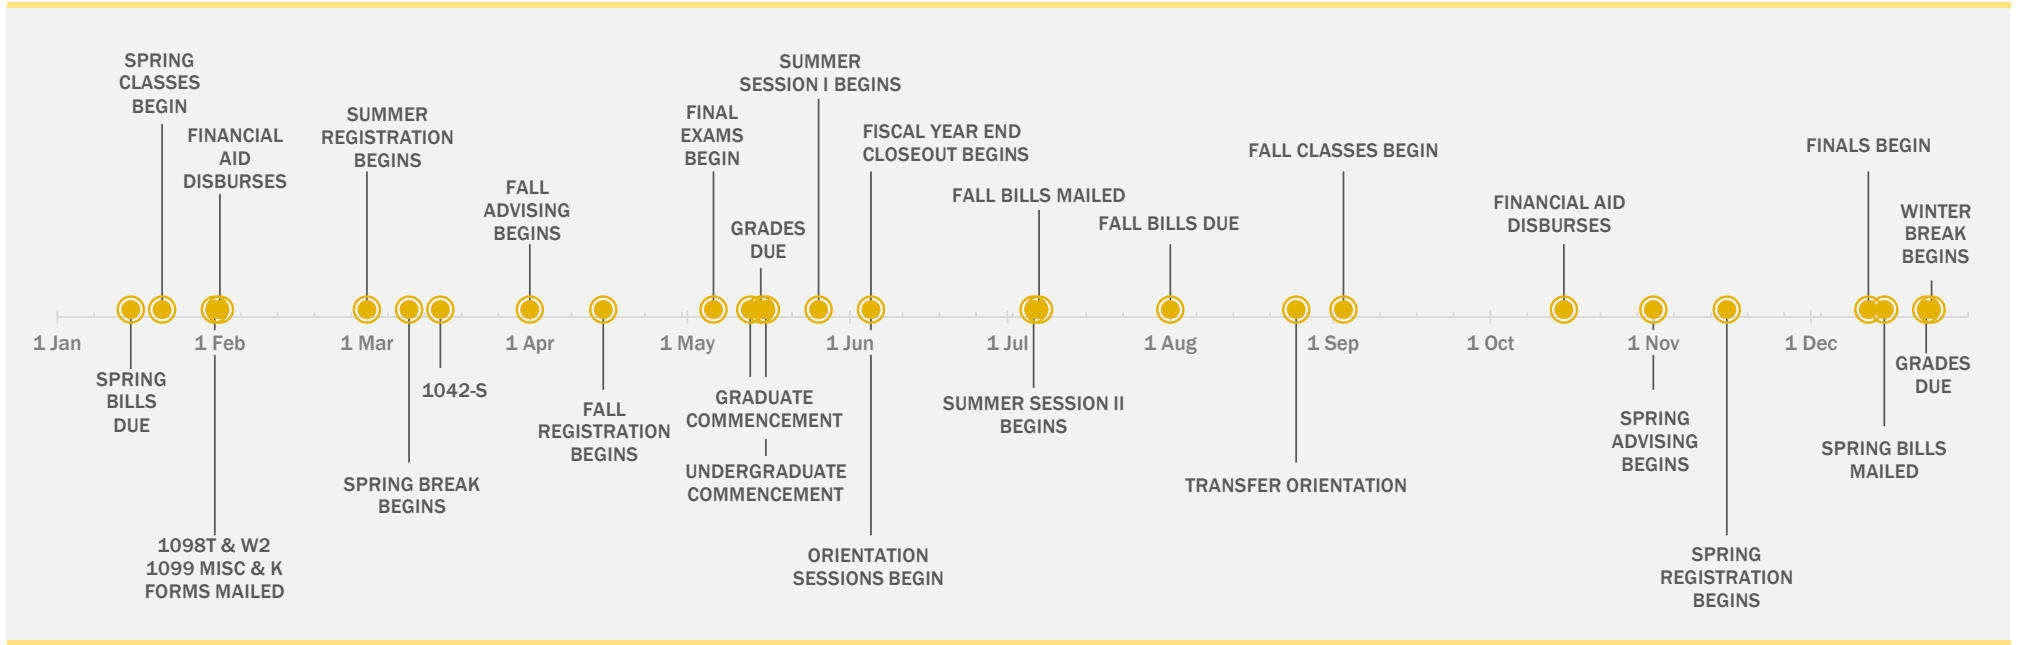 SPRING
CLASSES
BEGIN
FINANCIAL
AID
DISBURSES
SUMMER
REGISTRATION
BEGINS
FALL
ADVISING
BEGINS
FINAL
EXAMS
BEGIN
GRADES
DUE
SUMMER
SESSION I BEGINS
FISCAL YEAR END
CLOSEOUT BEGINS
FALL BILLS MAILED
FALL BILLS DUE
FALL CLASSES BEGIN
FINANCIAL AID
DISBURSES
FINALS BEGIN
WINTER
BREAK
BEGINS
1 Jan
1 Feb
1 Mar
1 Apr
1 May
1 Jun
1 Jul
1 Aug
1 Sep
1 Oct
1 Nov
1 Dec
SPRING
BILLS
DUE
1098T & W2
1099 MISC & K
FORMS MAILED
SPRING BREAK
BEGINS
1042-S
FALL
REGISTRATION
BEGINS
GRADUATE
COMMENCEMENT
UNDERGRADUATE
COMMENCEMENT
ORIENTATION
SESSIONS BEGIN
SUMMER SESSION II
BEGINS
TRANSFER ORIENTATION
SPRING
ADVISING
BEGINS
SPRING
REGISTRATION
BEGINS
SPRING BILLS
MAILED
GRADES
DUE